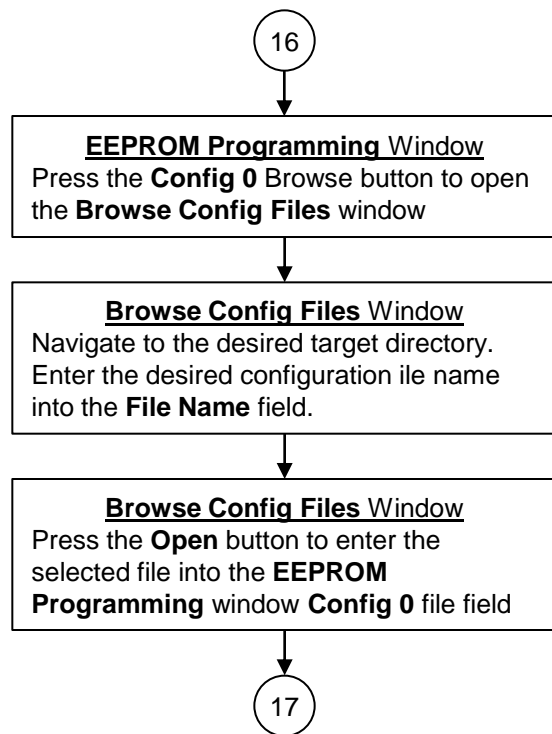 16
EEPROM Programming Window
Press the Config 0 Browse button to open
the Browse Config Files window
Browse Config Files Window
Navigate to the desired target directory.
Enter the desired configuration ile name
into the File Name field.
Browse Config Files Window
Press the Open button to enter the
selected file into the EEPROM
Programming window Config 0 file field
17